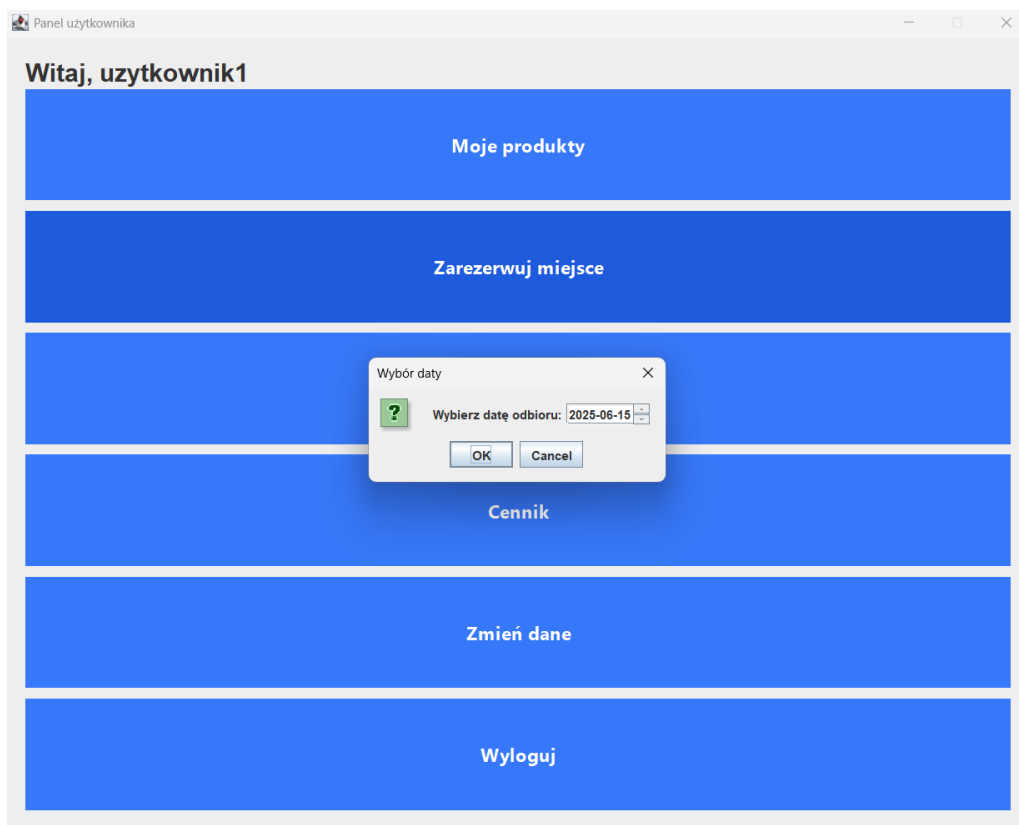 Panel użytkownika
Witaj, uzytkownik1
Moje produkty
Zarezerwuj miejsce
Wybór daty
?
Wybierz datę odbioru: 2025-06-15
OK Cancel
Cennik
Zmień dane
Wyloguj